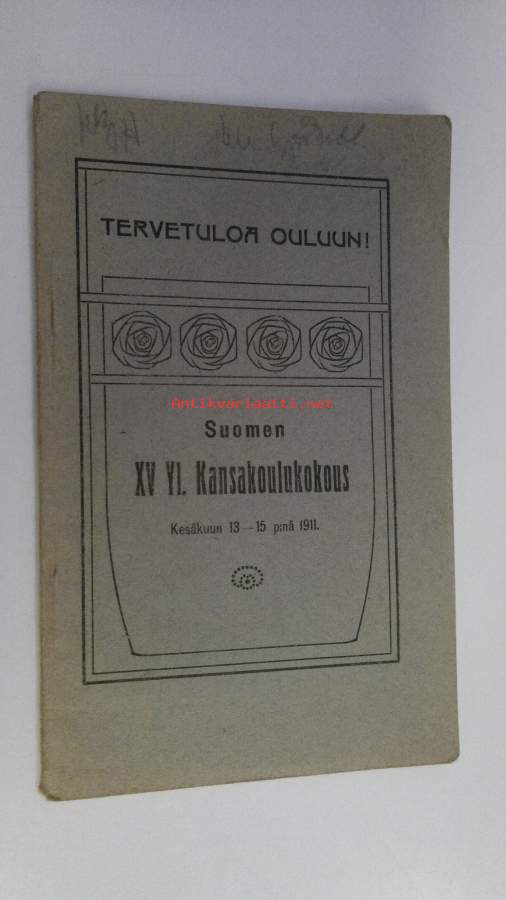 TERVETULOA OULUUN!
Antikvariaatti.net
Suomen
XV Yl. Kansakoulukokous
Kesäkuun 13—15 p:nä 1911.